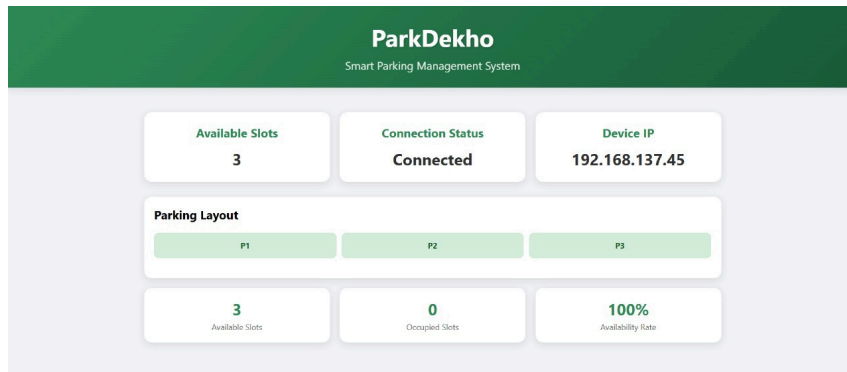 ParkDekho
Smart Parking Management System
Available Slots
3
Connection Status
Connected
Device IP
192.168.137.45
Parking Layout
P1
P2
P3
3
Available Slots
0
Occupied Slots
100%
Availability Rate